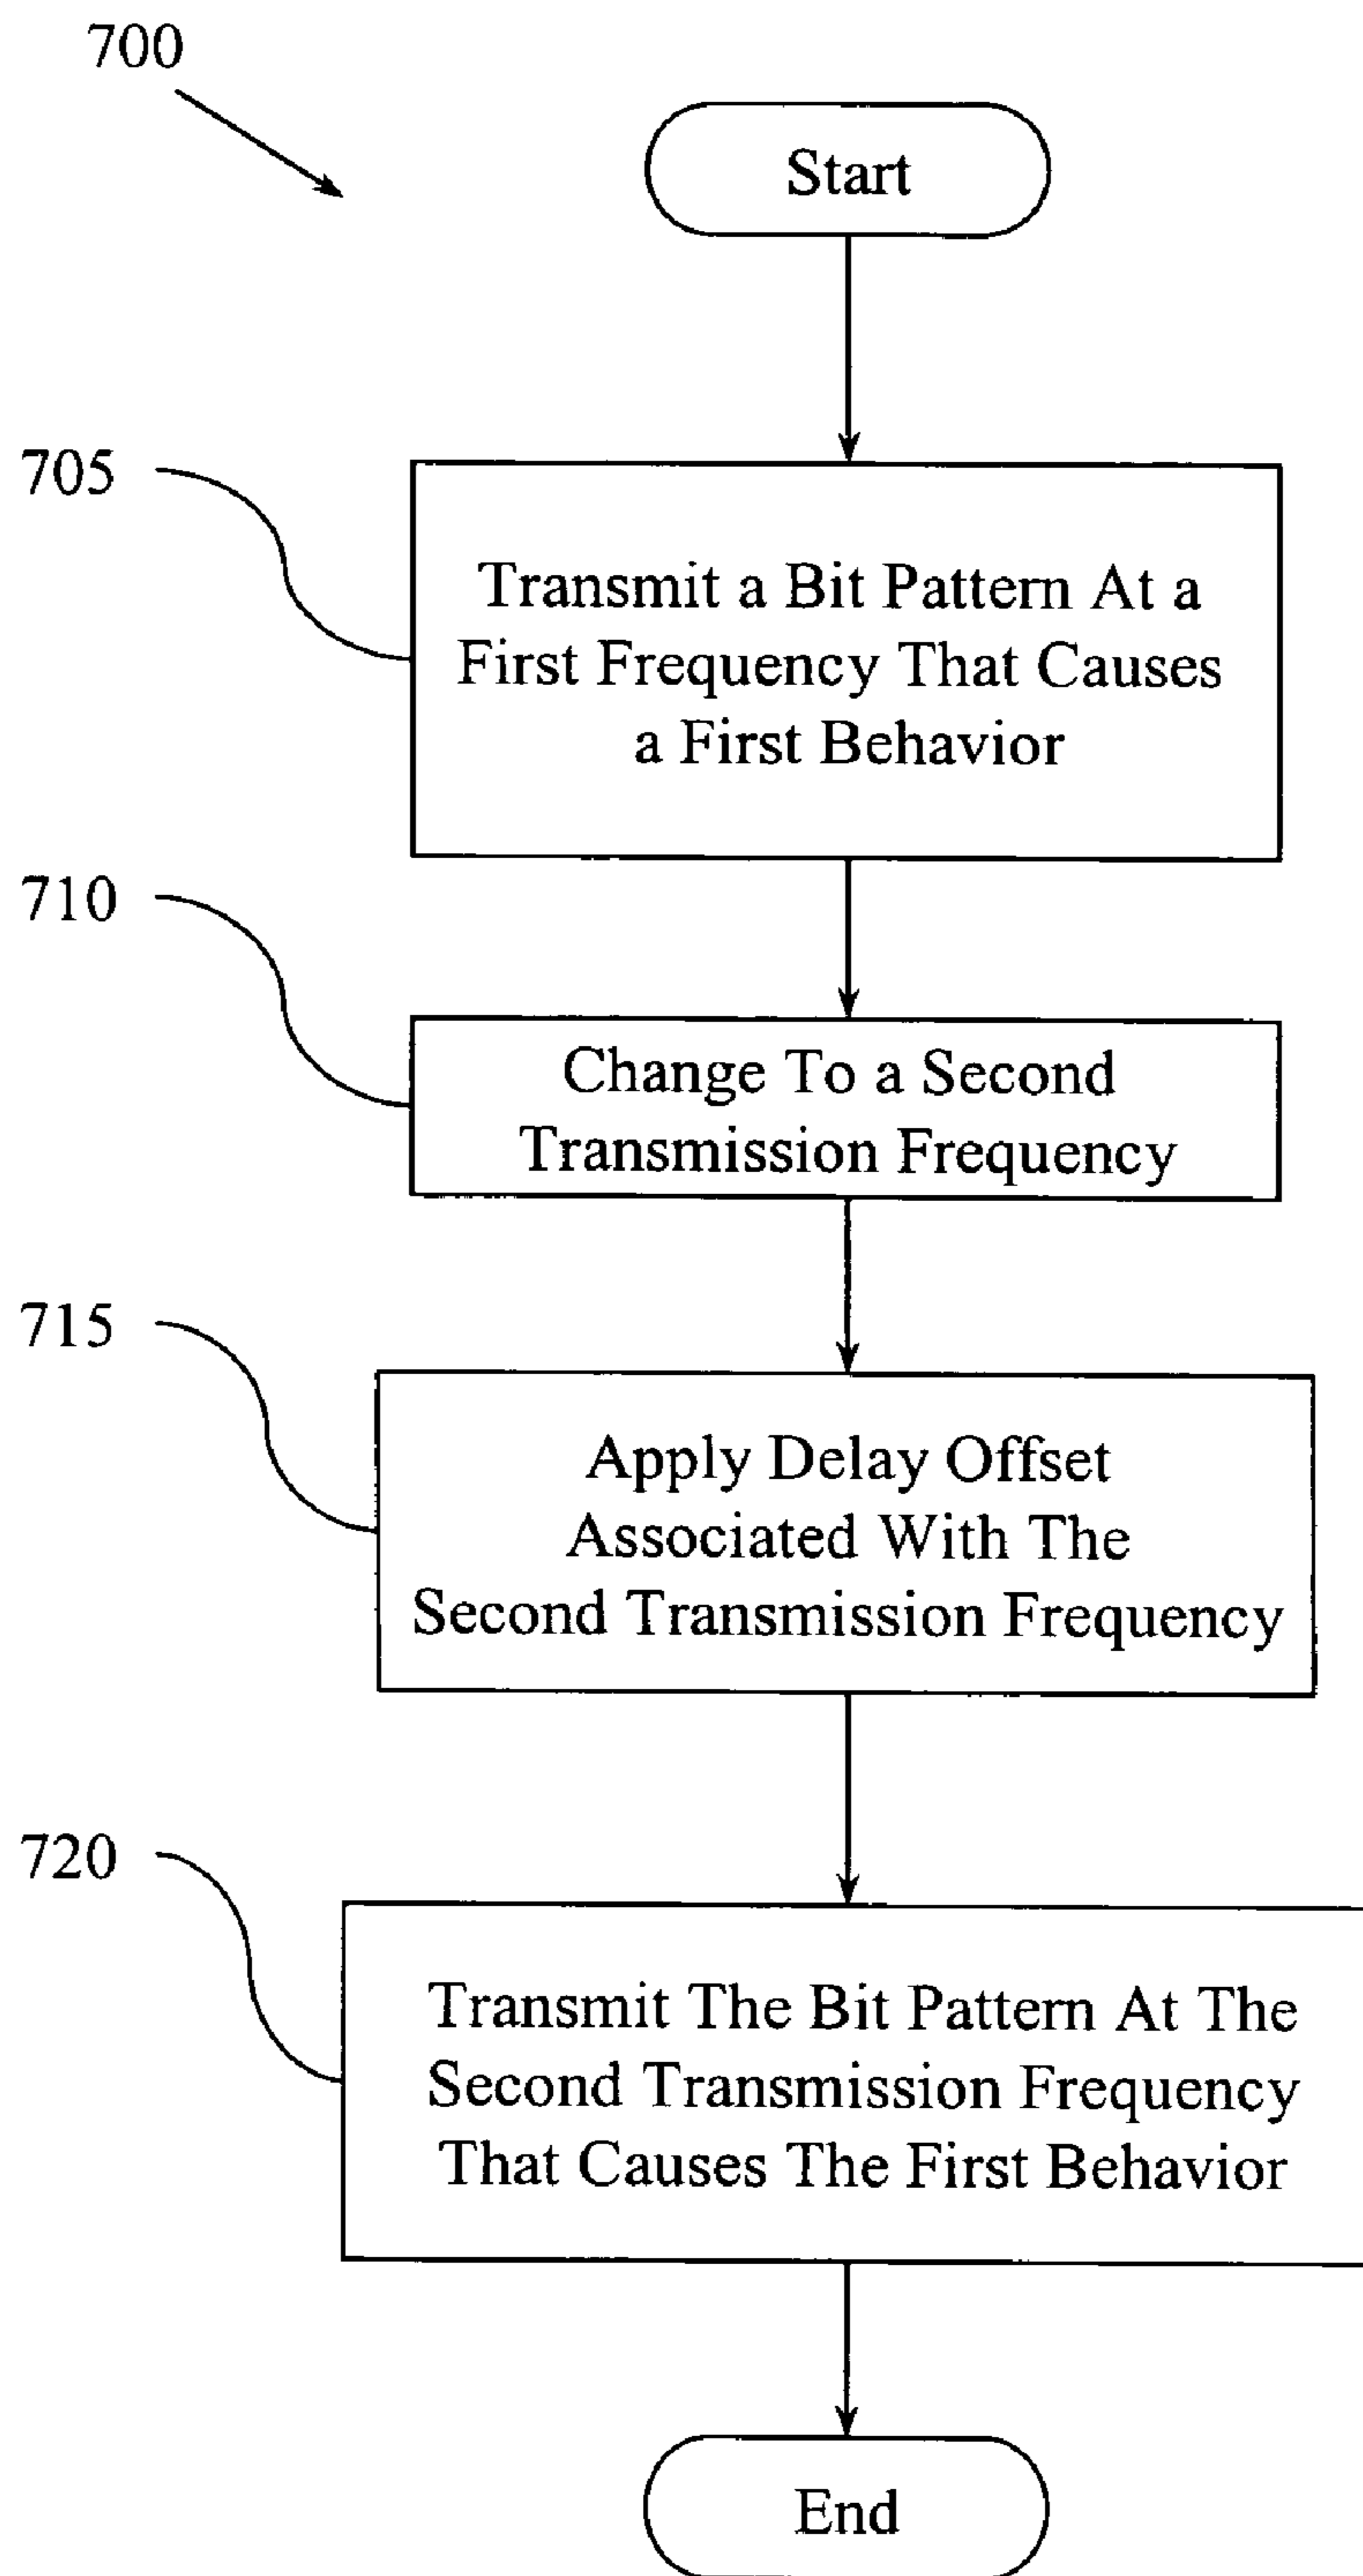 700
Start
705
Transmit a Bit Pattern At a
First Frequency That Causes
a First Behavior
710
Change To a Second
Transmission Frequency
715
Apply Delay Offset
Associated With The
Second Transmission Frequency
720
Transmit The Bit Pattern At The
Second Transmission Frequency
That Causes The First Behavior
End